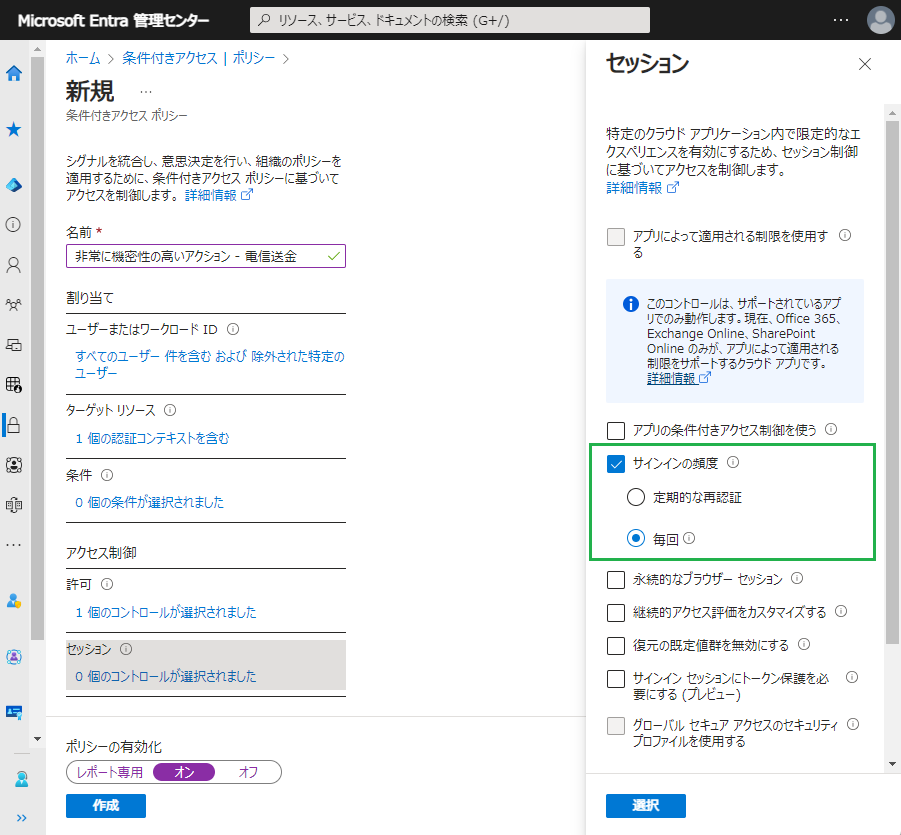 Microsoft Entra 管理センター
リソース、サービス、ドキュメントの検索 (G+/)
ホーム > 条件付きアクセス | ポリシー >
新規 ...
条件付きアクセス ポリシー
シグナルを統合し、意思決定を行い、組織のポリシーを
適用するために、条件付きアクセス ポリシーに基づいて
アクセスを制御します。 詳細情報
名前 *
非常に機密性の高いアクション - 電信送金
割り当て
ユーザーまたはワークロード ID
すべてのユーザー 件を含む および 除外された特定の
ユーザー
ターゲット リソース
1 個の認証コンテキストを含む
条件
0 個の条件が選択されました
アクセス制御
許可
1 個のコントロールが選択されました
セッション
0 個のコントロールが選択されました
ポリシーの有効化
レポート専用 オン オフ
作成
セッション
特定のクラウド アプリケーション内で限定的なエ
クスペリエンスを有効にするため、セッション制御
に基づいてアクセスを制御します。
詳細情報
アプリによって適用される制限を使用す
る
このコントロールは、サポートされているアプ
リでのみ動作します。現在、Office 365、
Exchange Online、SharePoint
Online のみが、アプリによって適用される
制限をサポートするクラウド アプリです。
詳細情報
アプリの条件付きアクセス制御を使う
サインインの頻度
定期的な再認証
毎回
永続的なブラウザー セッション
継続的アクセス評価をカスタマイズする
復元の既定値群を無効にする
サインイン セッションにトークン保護を必
要にする (プレビュー)
グローバル セキュア アクセスのセキュリティ
プロファイルを使用する
選択